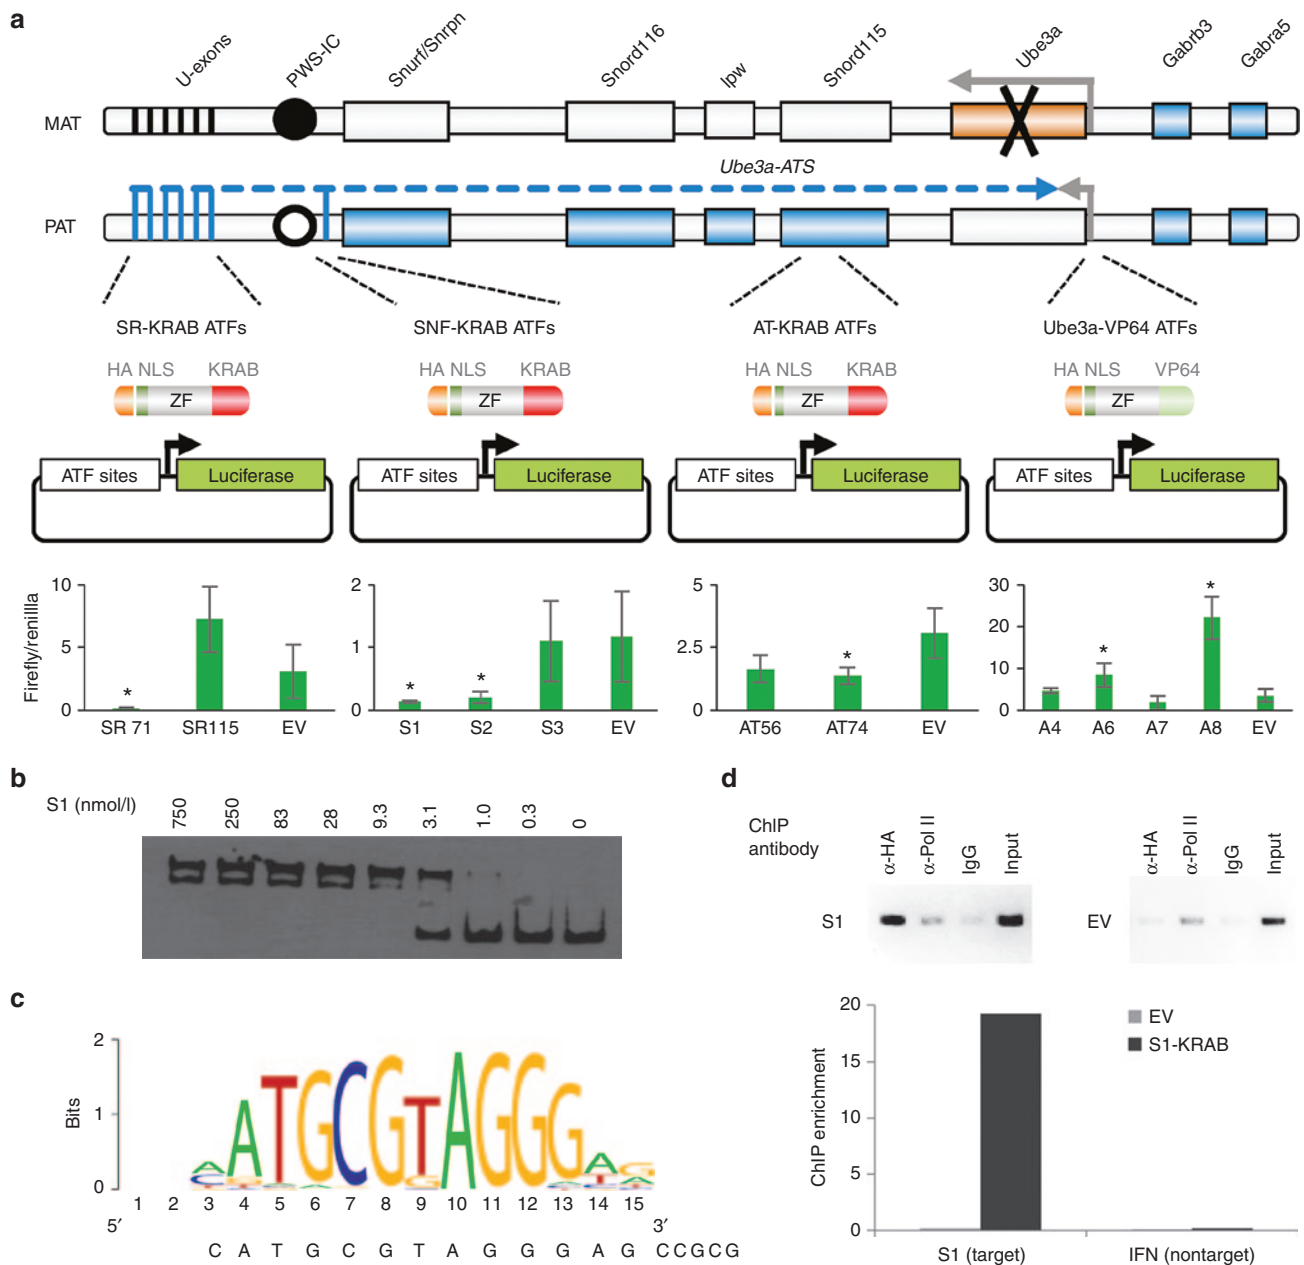 a
U-exons
PWS-IC
Snurf/Snrpn
Snord116
Ipw
Snord115
Ube3a
Gabrb3
Gabra5
MAT
Ube3a-ATS
PAT
SR-KRAB ATFs
SNF-KRAB ATFs
AT-KRAB ATFs
Ube3a-VP64 ATFs
HA NLS KRAB
HA NLS KRAB
HA NLS KRAB
HA NLS VP64
ZF
ZF
ZF
ZF
ATF sites Luciferase
ATF sites Luciferase
ATF sites Luciferase
ATF sites Luciferase
Firefly/renillla
10
5
0
*
SR 71 SR115 EV
2
1
0
* *
S1 S2 S3 EV
5
2.5
0
*
AT56 AT74 EV
30
20
10
0
* *
A4 A6 A7 A8 EV
b
S1 (nmol/l)
750 250 83 28 9.3 3.1 1.0 0.3 0
c
Bits
2
1
0
A A T G C G T A G G G A G
1 2 3 4 5 6 7 8 9 10 11 12 13 14 15
5′ 3′
C A T G C G T A G G G A G C C G C G
d
ChIP
antibody
α-HA α-Pol II IgG Input
S1
α-HA α-Pol II IgG Input
EV
ChIP enrichment
20
15
10
5
0
EV
S1-KRAB
S1 (target) IFN (nontarget)